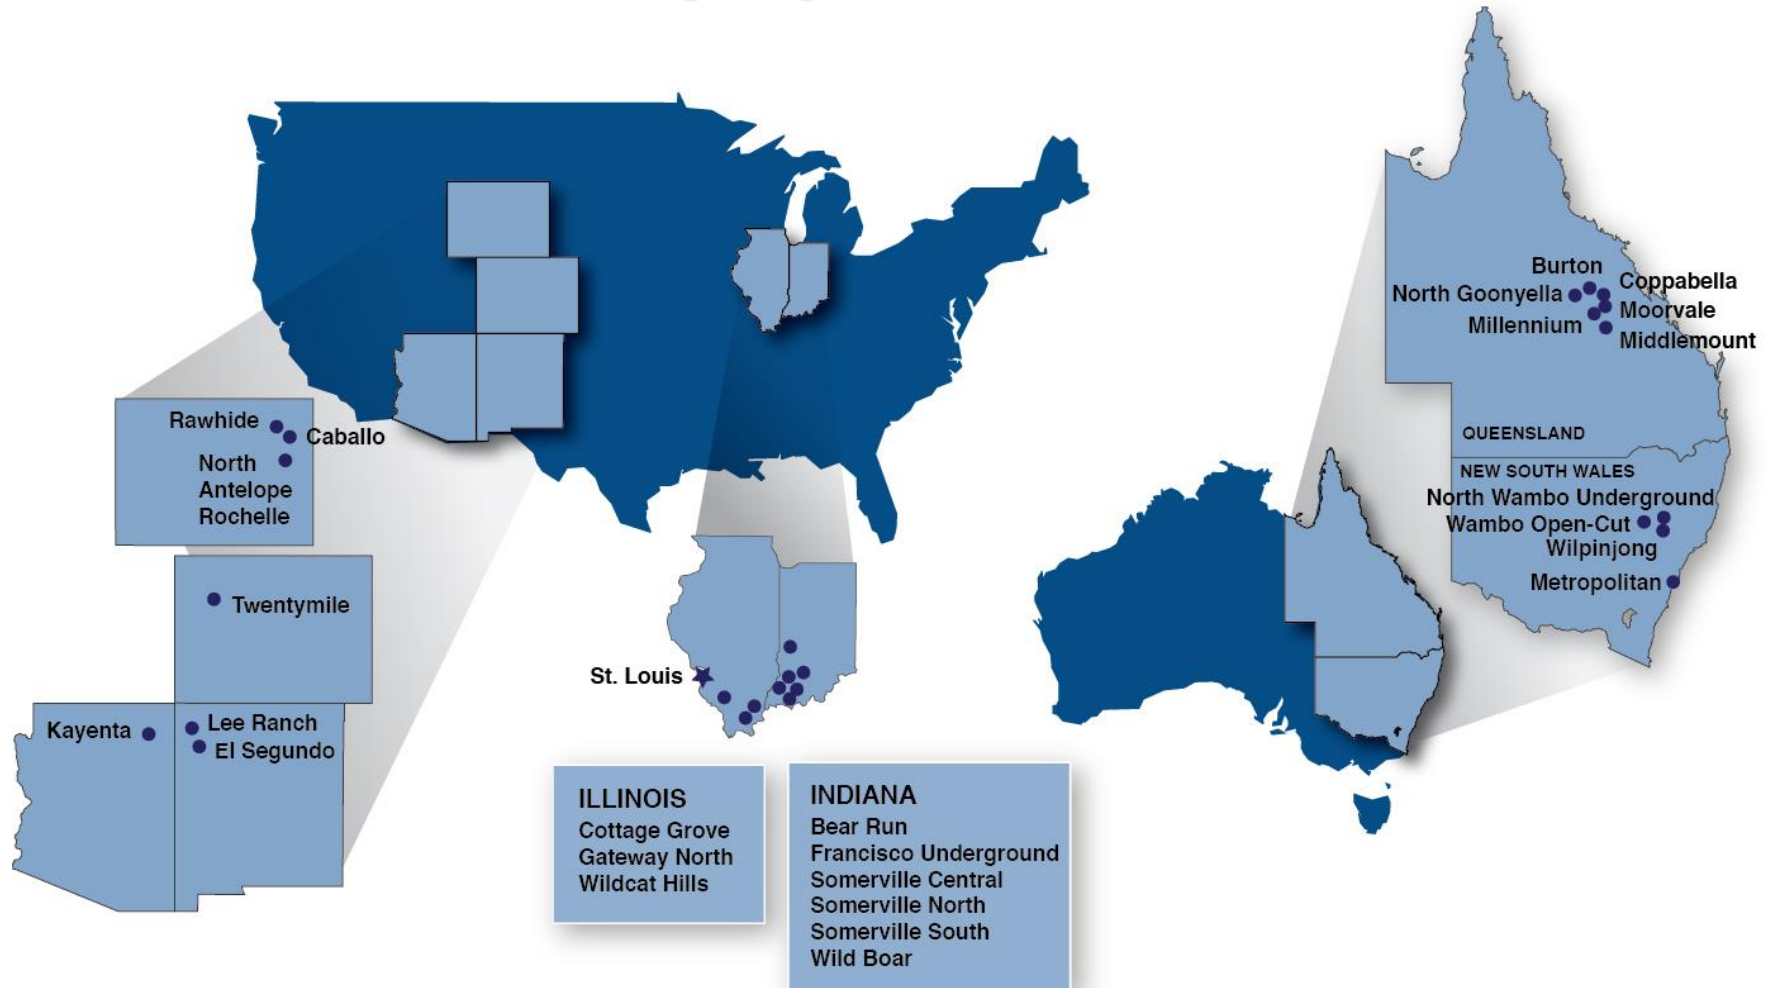 Rawhide
Caballo
North
Antelope
Rochelle
Twentymile
Kayenta
Lee Ranch
El Segundo
St. Louis
ILLINOIS
Cottage Grove
Gateway North
Wildcat Hills
INDIANA
Bear Run
Francisco Underground
Somerville Central
Somerville North
Somerville South
Wild Boar
Burton
Coppabella
North Goonyella
Moorvale
Millennium
Middlemount
QUEENSLAND
NEW SOUTH WALES
North Wambo Underground
Wambo Open-Cut
Wilpinjong
Metropolitan